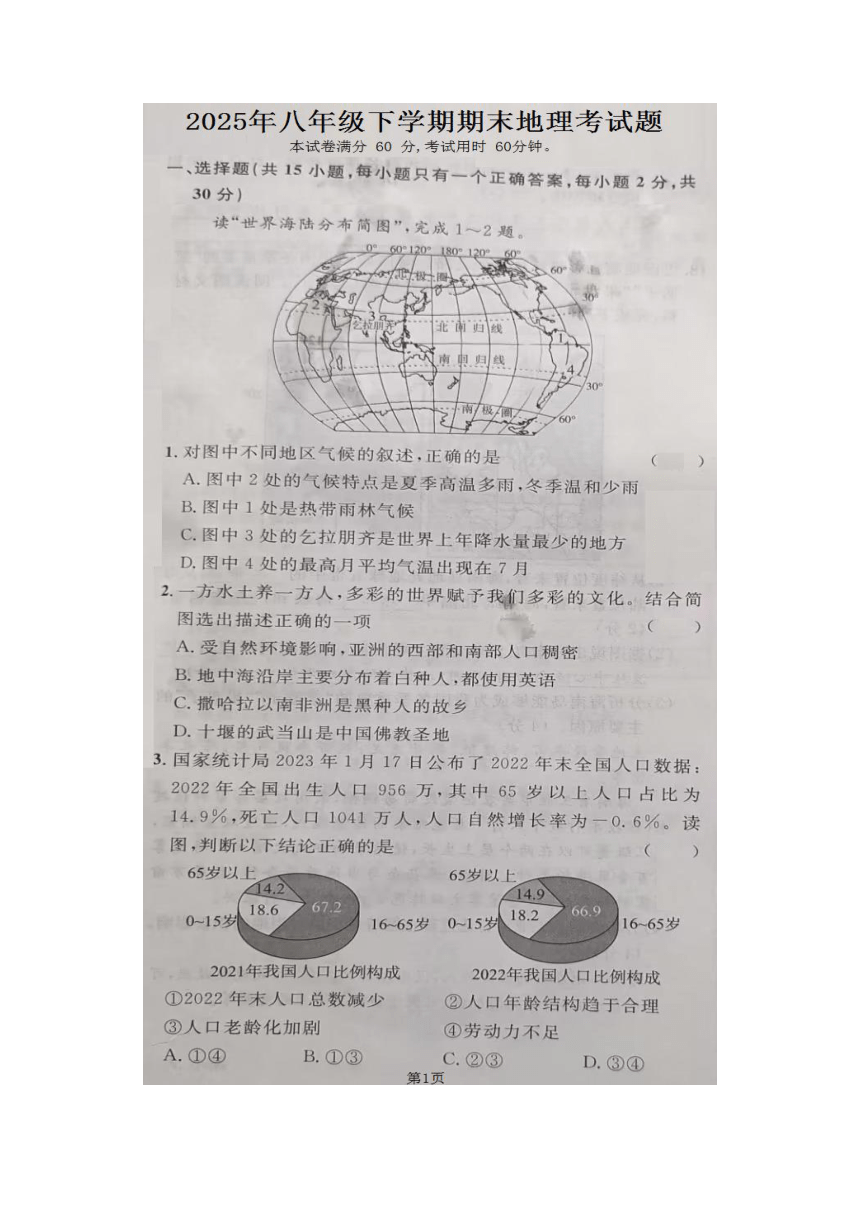 2025年八年级下学期期末地理考试题
本试卷满分 60 分,考试用时 60分钟。
一、选择题(共 15 小题,每小题只有一个正确答案,每小题 2 分,共
30 分)
读“世界海陆分布简图”,完成 1～2 题。
0° 60° 120° 180° 120° 60°
北极圈
60°
30°
2
3
乞拉朋齐
北回归线
1
南回归线
4
30°
南极圈
60°
1. 对图中不同地区气候的叙述,正确的是 ( )
A. 图中 2 处的气候特点是夏季高温多雨,冬季温和少雨
B. 图中 1 处是热带雨林气候
C. 图中 3 处的乞拉朋齐是世界上年降水量最少的地方
D. 图中 4 处的最高月平均气温出现在 7 月
2. 一方水土养一方人,多彩的世界赋予我们多彩的文化。结合简
图选出描述正确的一项 ( )
A. 受自然环境影响,亚洲的西部和南部人口稠密
B. 地中海沿岸主要分布着白种人,都使用英语
C. 撒哈拉以南非洲是黑种人的故乡
D. 十堰的武当山是中国佛教圣地
3. 国家统计局 2023 年 1 月 17 日公布了 2022 年末全国人口数据:
2022 年全国出生人口 956 万,其中 65 岁以上人口占比为
14.9%,死亡人口 1041 万人,人口自然增长率为－0.6‰。读
图,判断以下结论正确的是 ( )
65岁以上 14.2 18.6 67.2 0~15岁 16~65岁
65岁以上 14.9 18.2 66.9 0~15岁 16~65岁
2021年我国人口比例构成 2022年我国人口比例构成
①2022 年末人口总数减少 ②人口年龄结构趋于合理
③人口老龄化加剧 ④劳动力不足
A. ①④ B. ①③ C. ②③ D. ③④
第1页